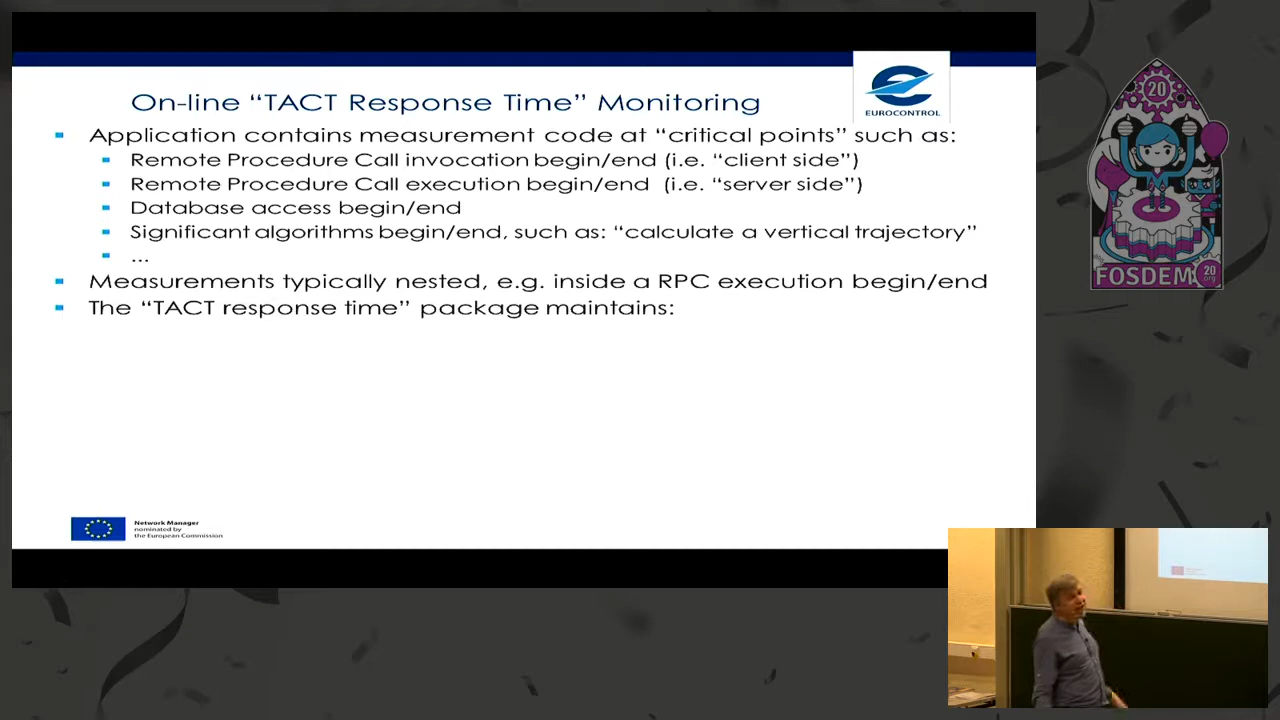 On-line “TACT Response Time” Monitoring
EUROCONTROL
Application contains measurement code at “critical points” such as:
Remote Procedure Call invocation begin/end (i.e. “client side”)
Remote Procedure Call execution begin/end (i.e. “server side”)
Database access begin/end
Significant algorithms begin/end, such as: “calculate a vertical trajectory”
...
Measurements typically nested, e.g. inside a RPC execution begin/end
The “TACT response time” package maintains:
Network Manager
nominated by
the European Commission
20
FOSDEM
20
.org